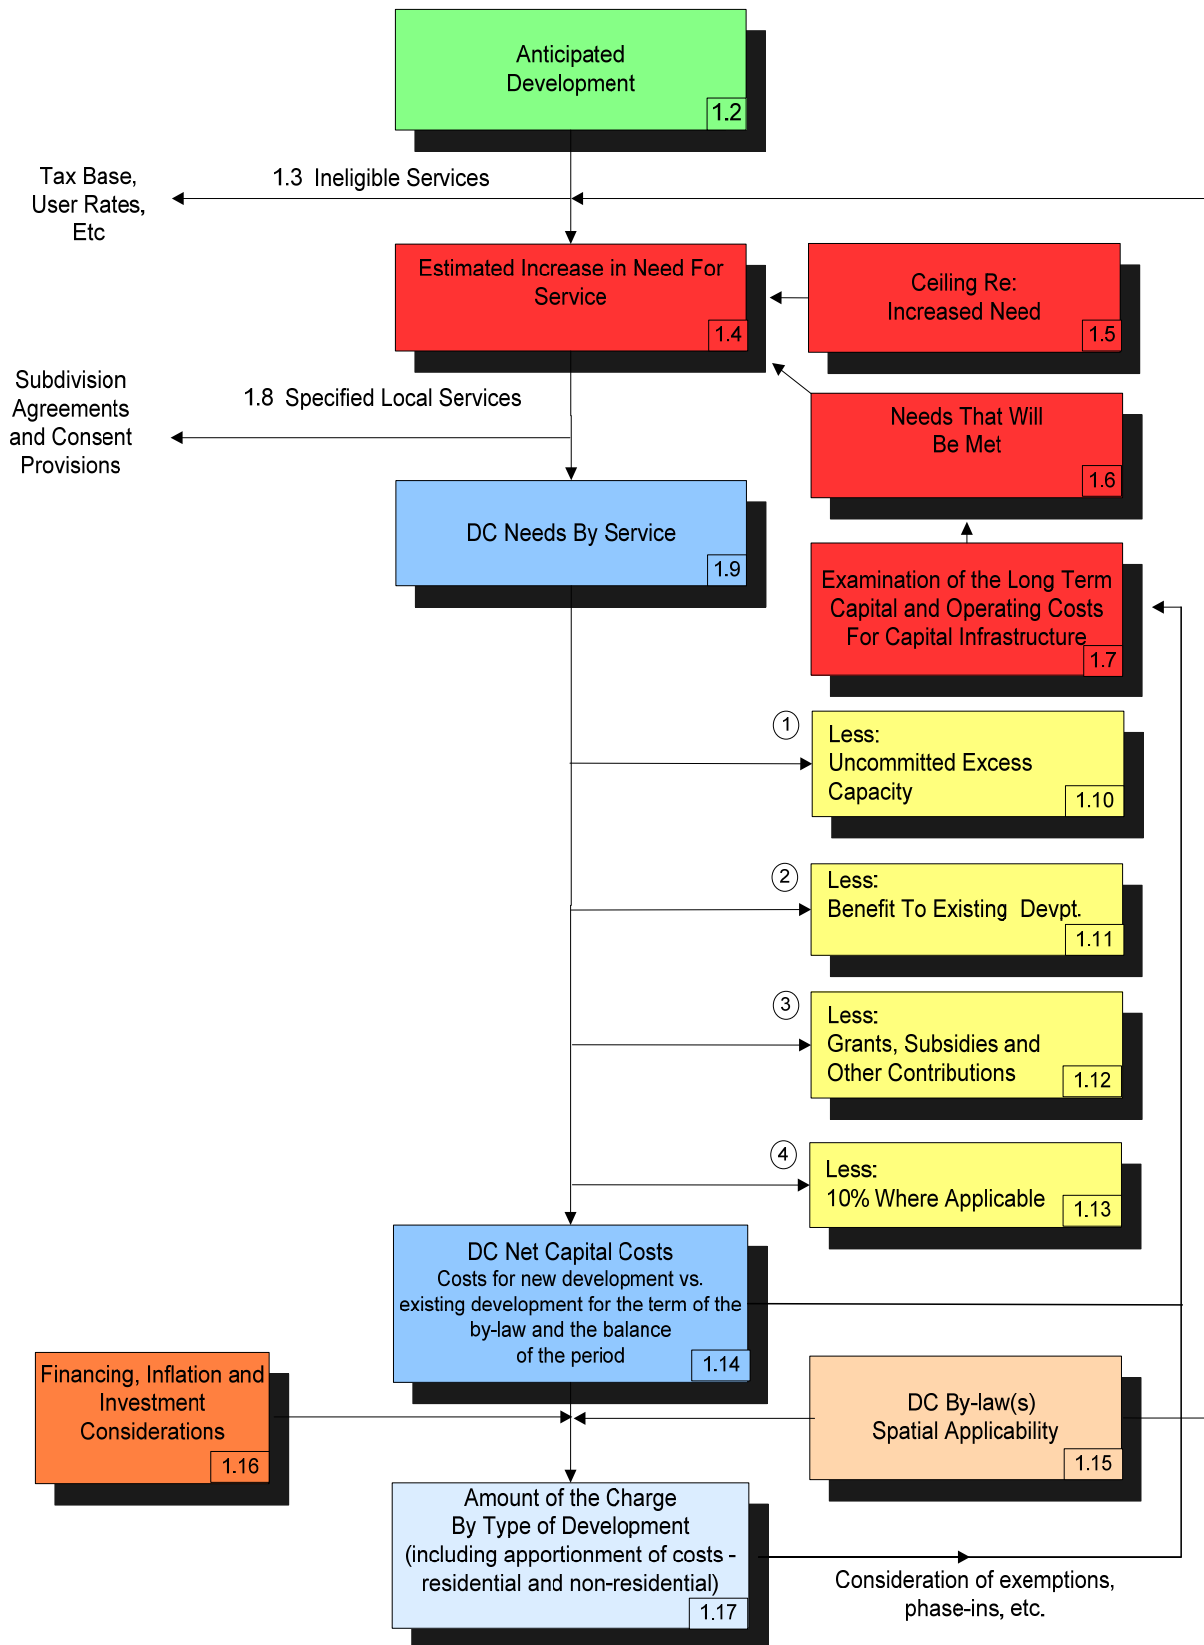 Anticipated
Development
1.2
Tax Base,
User Rates,
Etc
1.3 Ineligible Services
Estimated Increase in Need For
Service
1.4
Ceiling Re:
Increased Need
1.5
Subdivision
Agreements
and Consent
Provisions
1.8 Specified Local Services
Needs That Will
Be Met
1.6
DC Needs By Service
1.9
Examination of the Long Term
Capital and Operating Costs
For Capital Infrastructure
1.7
1
Less:
Uncommitted Excess
Capacity
1.10
2
Less:
Benefit To Existing Devpt.
1.11
3
Less:
Grants, Subsidies and
Other Contributions
1.12
4
Less:
10% Where Applicable
1.13
DC Net Capital Costs
Costs for new development vs.
existing development for the term of the
by-law and the balance
of the period
1.14
Financing, Inflation and
Investment
Considerations
1.16
DC By-law(s)
Spatial Applicability
1.15
Amount of the Charge
By Type of Development
(including apportionment of costs -
residential and non-residential)
1.17
Consideration of exemptions,
phase-ins, etc.